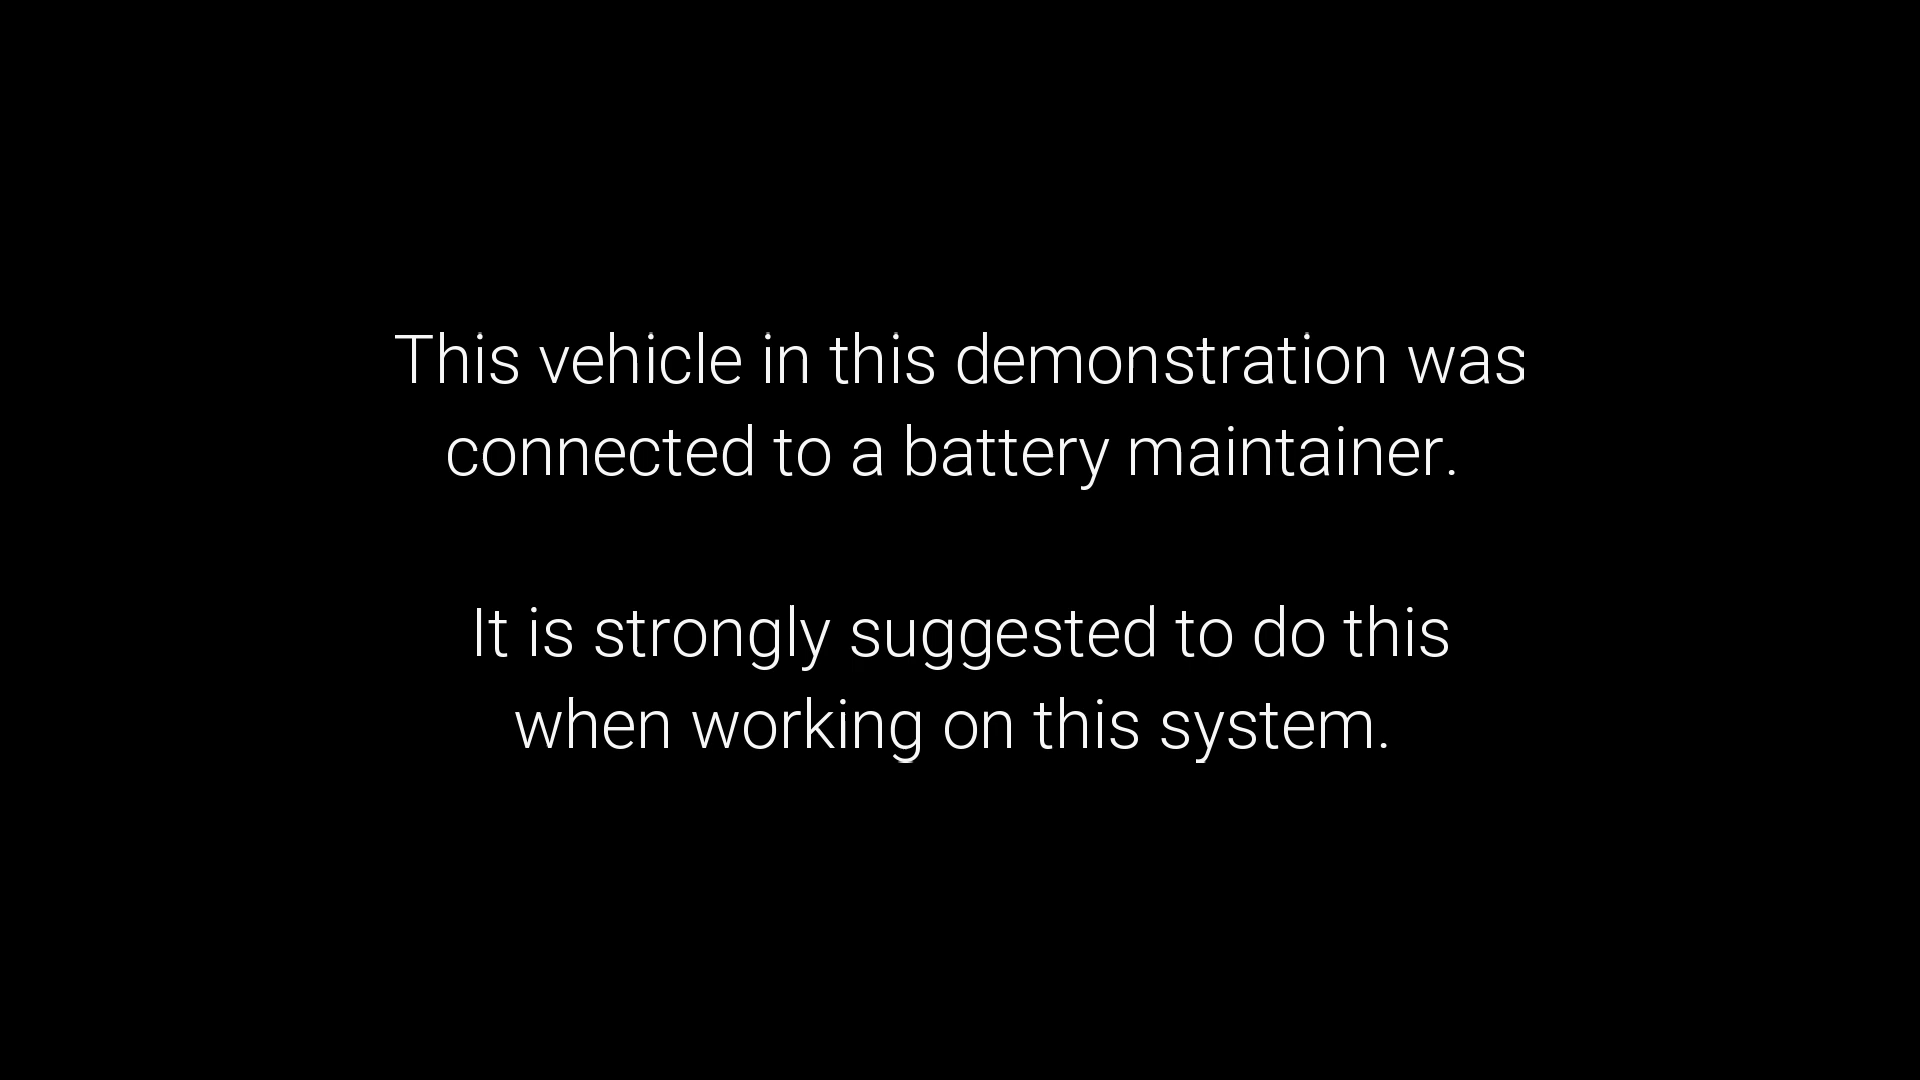 This vehicle in this demonstration was
connected to a battery maintainer.
It is strongly suggested to do this
when working on this system.